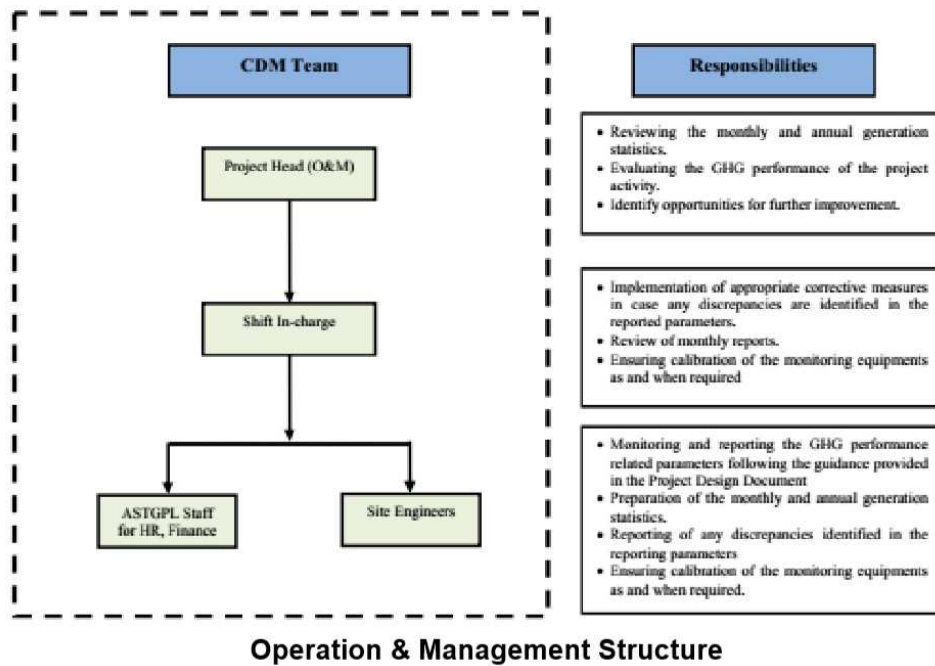 CDM Team
Project Head (O&M)
Shift In-charge
ASTGPL Staff
for HR, Finance
Site Engineers
Responsibilities
• Reviewing the monthly and annual generation
statistics.
• Evaluating the GHG performance of the project
activity.
• Identify opportunities for further improvement.
• Implementation of appropriate corrective measures
in case any discrepancies are identified in the
reported parameters.
• Review of monthly reports.
• Ensuring calibration of the monitoring equipments
as and when required
• Monitoring and reporting the GHG performance
related parameters following the guidance provided
in the Project Design Document
• Preparation of the monthly and annual generation
statistics.
• Reporting of any discrepancies identified in the
reporting parameters
• Ensuring calibration of the monitoring equipments
as and when required.
Operation & Management Structure